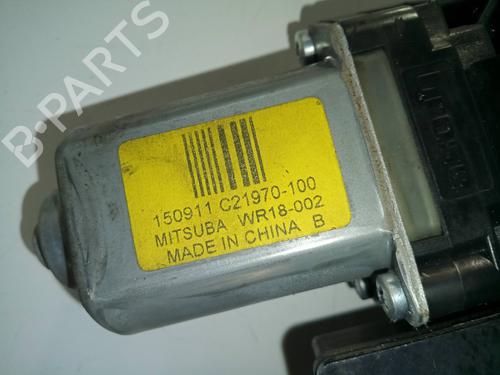 B-PARTS
150911 C21970-100
MITSUBA WR18-002
MADE IN CHINA B